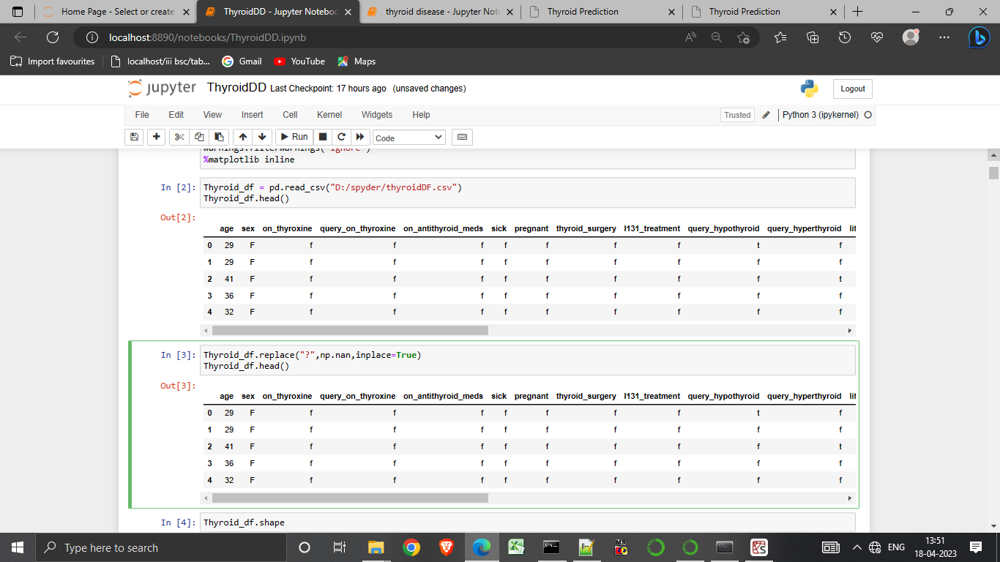 Home Page - Select or create
ThyroidDD - Jupyter Noteboo
thyroid disease - Jupyter Not
Thyroid Prediction
Thyroid Prediction
localhost:8890/notebooks/ThyroidDD.ipynb
Import favourites
localhost/iii bsc/tab...
Gmail
YouTube
Maps
jupyter ThyroidDD Last Checkpoint: 17 hours ago (unsaved changes)
Logout
File Edit View Insert Cell Kernel Widgets Help
Trusted Python 3 (ipykernel)
Run Code
warnings.filterwarnings('ignore')
%matplotlib inline
In [2]: Thyroid_df = pd.read_csv("D:/spyder/thyroidDF.csv")
Thyroid_df.head()
Out[2]:
age sex on_thyroxine query_on_thyroxine on_antithyroid_meds sick pregnant thyroid_surgery I131_treatment query_hypothyroid query_hyperthyroid lit
0 29 F f f f f f f f t f
1 29 F f f f f f f f f f
2 41 F f f f f f f f f t
3 36 F f f f f f f f f f
4 32 F f f f f f f f f f
In [3]: Thyroid_df.replace("?",np.nan,inplace=True)
Thyroid_df.head()
Out[3]:
age sex on_thyroxine query_on_thyroxine on_antithyroid_meds sick pregnant thyroid_surgery I131_treatment query_hypothyroid query_hyperthyroid lit
0 29 F f f f f f f f t f
1 29 F f f f f f f f f f
2 41 F f f f f f f f f t
3 36 F f f f f f f f f f
4 32 F f f f f f f f f f
In [4]: Thyroid_df.shape
Type here to search
ENG
13:51
18-04-2023